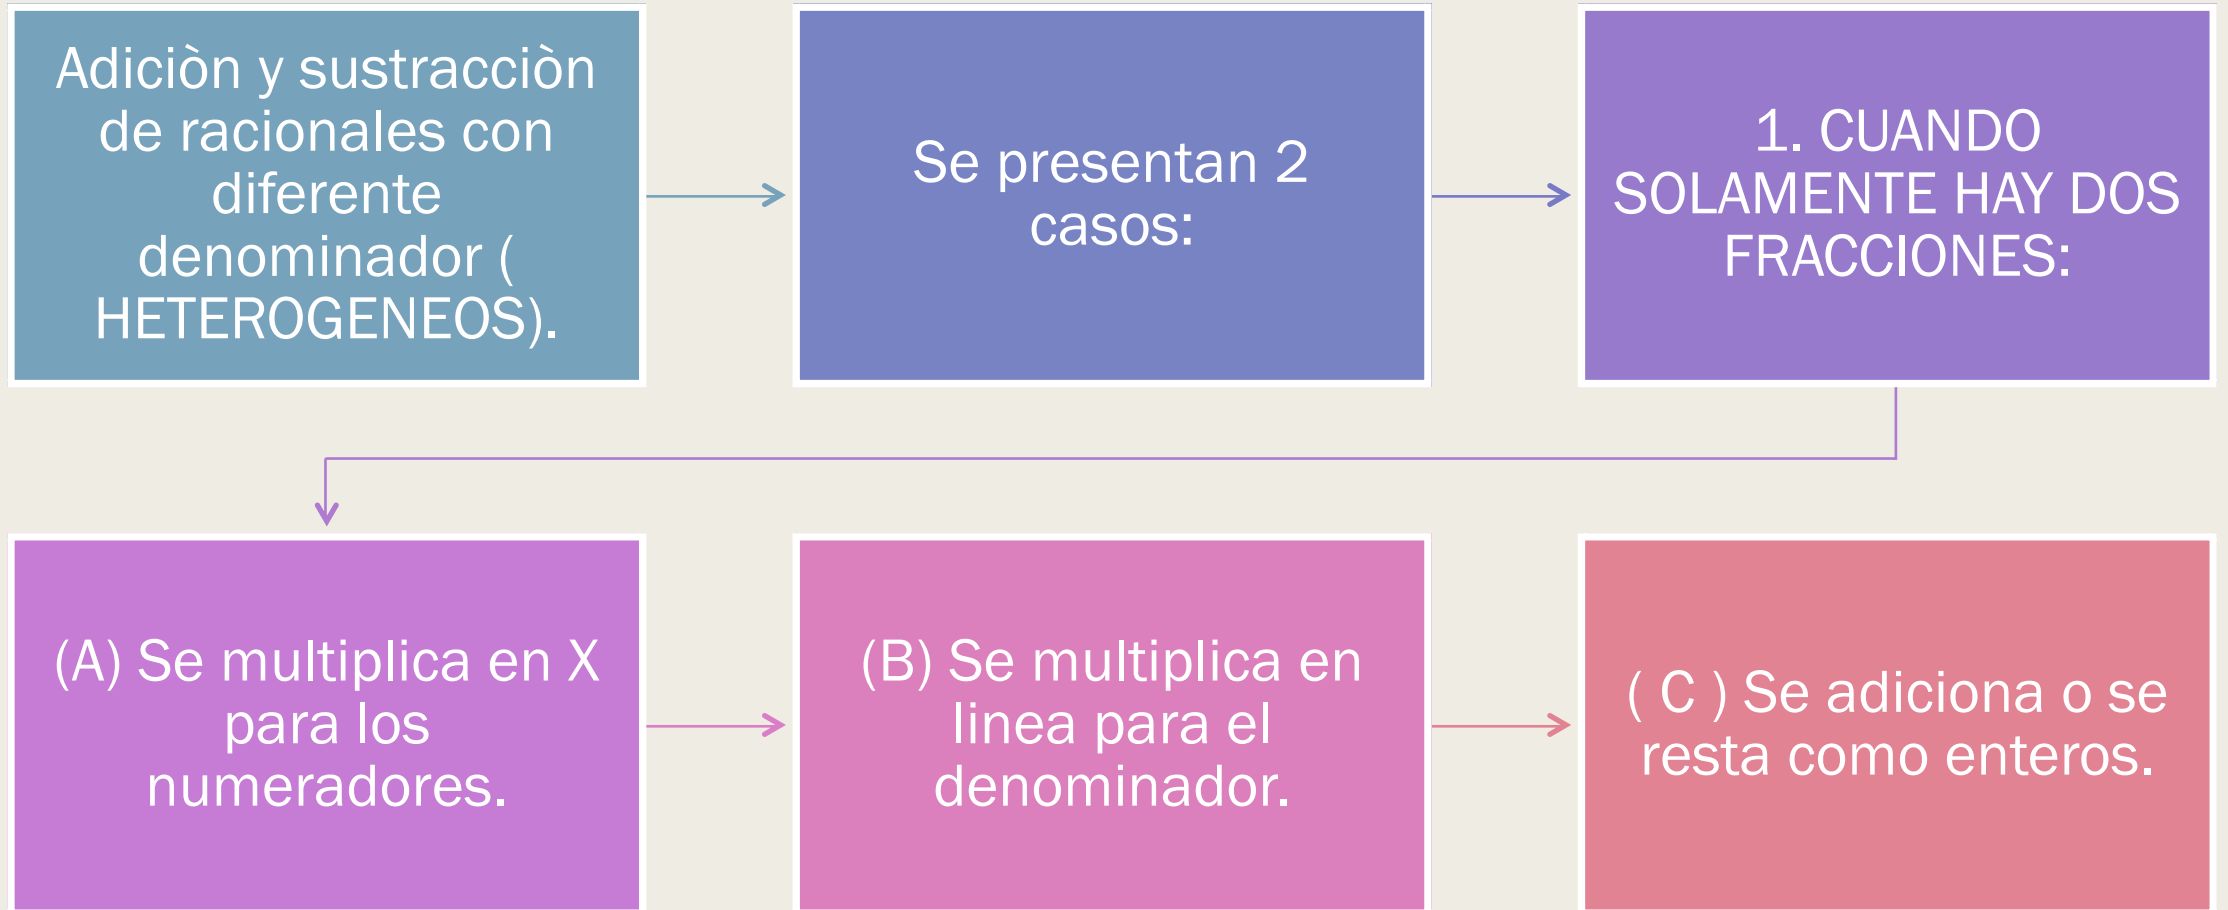 Adiciòn y sustracciòn
de racionales con
diferente
denominador (
HETEROGENEOS).
Se presentan 2
casos:
1. CUANDO
SOLAMENTE HAY DOS
FRACCIONES:
(A) Se multiplica en X
para los
numeradores.
(B) Se multiplica en
linea para el
denominador.
( C ) Se adiciona o se
resta como enteros.